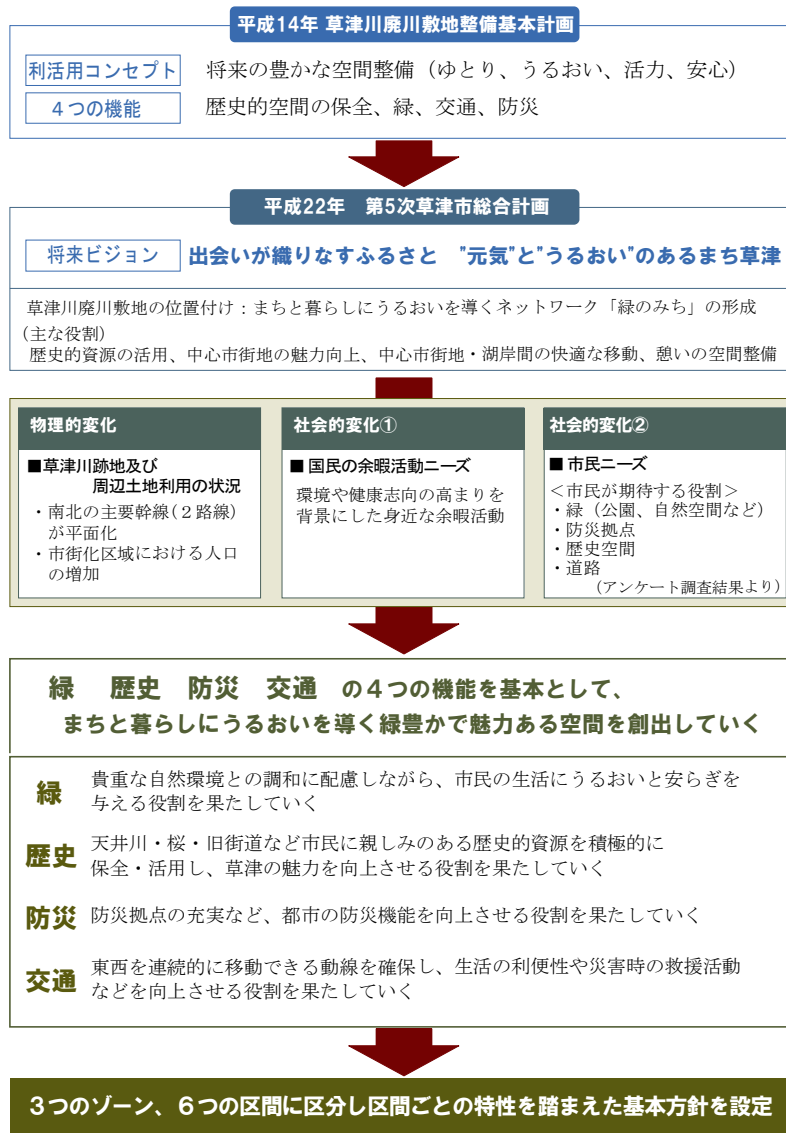 平成14年 草津川廃川敷地整備基本計画
利活用コンセプト 将来の豊かな空間整備（ゆとり、うるおい、活力、安心）
４つの機能 歴史的空間の保全、緑、交通、防災
平成22年　第5次草津市総合計画
将来ビジョン 出会いが織りなすふるさと　"元気"と"うるおい"のあるまち草津
草津川廃川敷地の位置付け：まちと暮らしにうるおいを導くネットワーク「緑のみち」の形成
（主な役割）
歴史的資源の活用、中心市街地の魅力向上、中心市街地・湖岸間の快適な移動、憩いの空間整備
物理的変化
■草津川跡地及び
周辺土地利用の状況
・南北の主要幹線（２路線）
が平面化
・市街化区域における人口
の増加
社会的変化①
■国民の余暇活動ニーズ
環境や健康志向の高まりを
背景にした身近な余暇活動
社会的変化②
■市民ニーズ
＜市民が期待する役割＞
・緑（公園、自然空間など）
・防災拠点
・歴史空間
・道路
（アンケート調査結果より）
緑　歴史　防災　交通　の４つの機能を基本として、
まちと暮らしにうるおいを導く緑豊かで魅力ある空間を創出していく
緑 貴重な自然環境との調和に配慮しながら、市民の生活にうるおいと安らぎを
与える役割を果たしていく
歴史 天井川・桜・旧街道など市民に親しみのある歴史的資源を積極的に
保全・活用し、草津の魅力を向上させる役割を果たしていく
防災 防災拠点の充実など、都市の防災機能を向上させる役割を果たしていく
交通 東西を連続的に移動できる動線を確保し、生活の利便性や災害時の救援活動
などを向上させる役割を果たしていく
３つのゾーン、６つの区間に区分し区間ごとの特性を踏まえた基本方針を設定